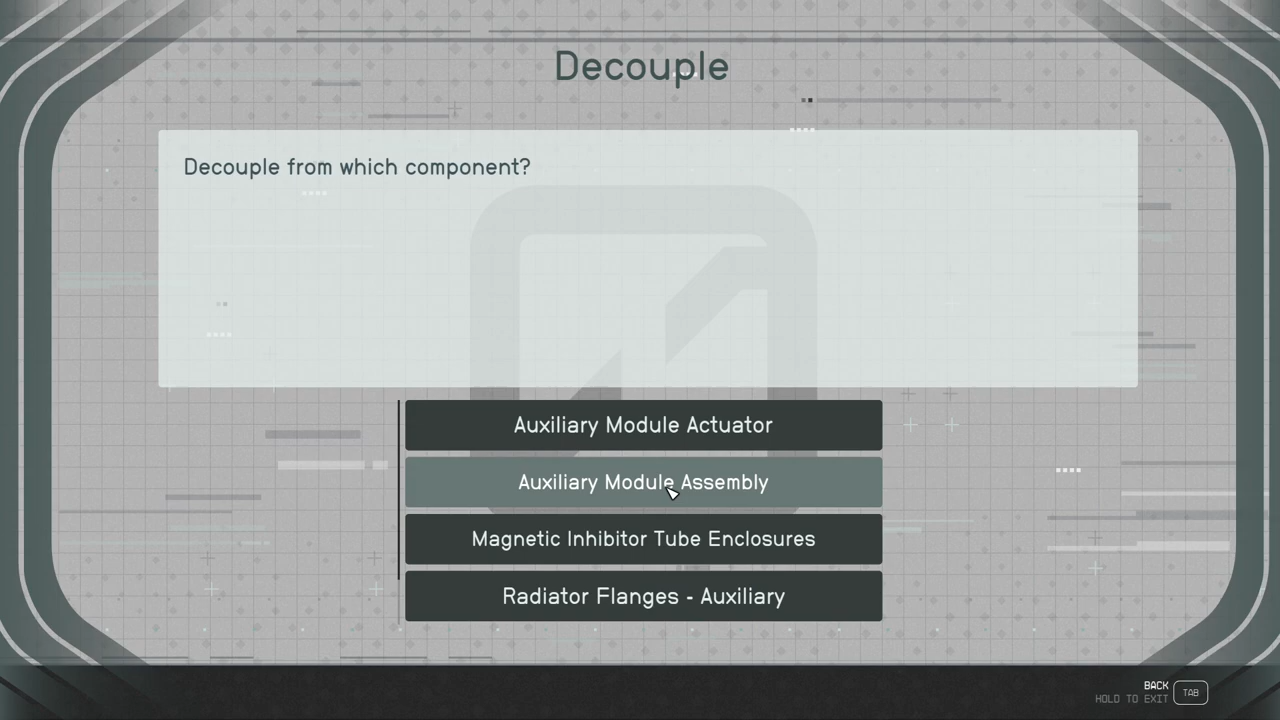 Decouple
Decouple from which component?
Auxiliary Module Actuator
Auxiliary Module Assembly
Magnetic Inhibitor Tube Enclosures
Radiator Flanges - Auxiliary
BACK
HOLD TO EXIT
TAB